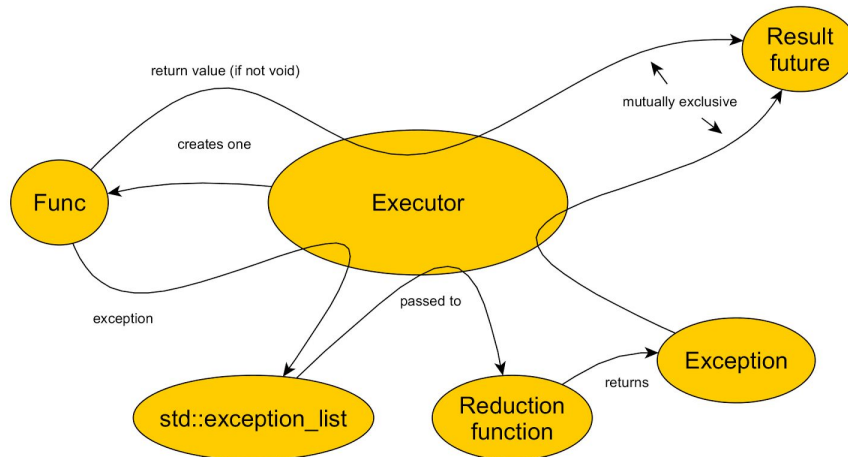 Result
future
return value (if not void)
mutually exclusive
creates one
Func
Executor
passed to
exception
Exception
returns
std::exception_list
Reduction
function